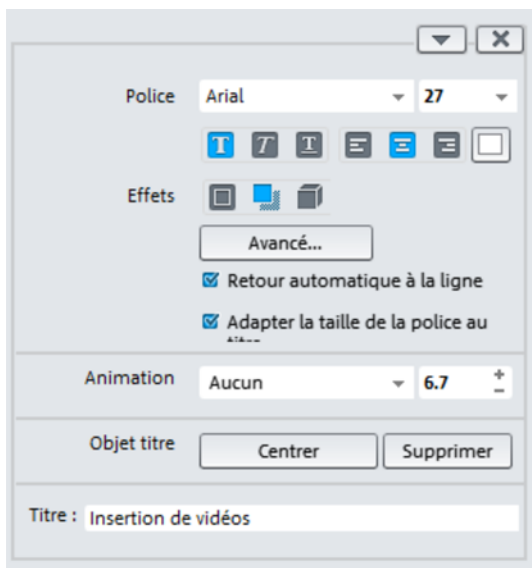 Police Arial 27
T T T
Effets
Avancé...
Retour automatique à la ligne
Adapter la taille de la police au
titre
Animation Aucun 6.7 + -
Objet titre Centrer Supprimer
Titre : Insertion de vidéos